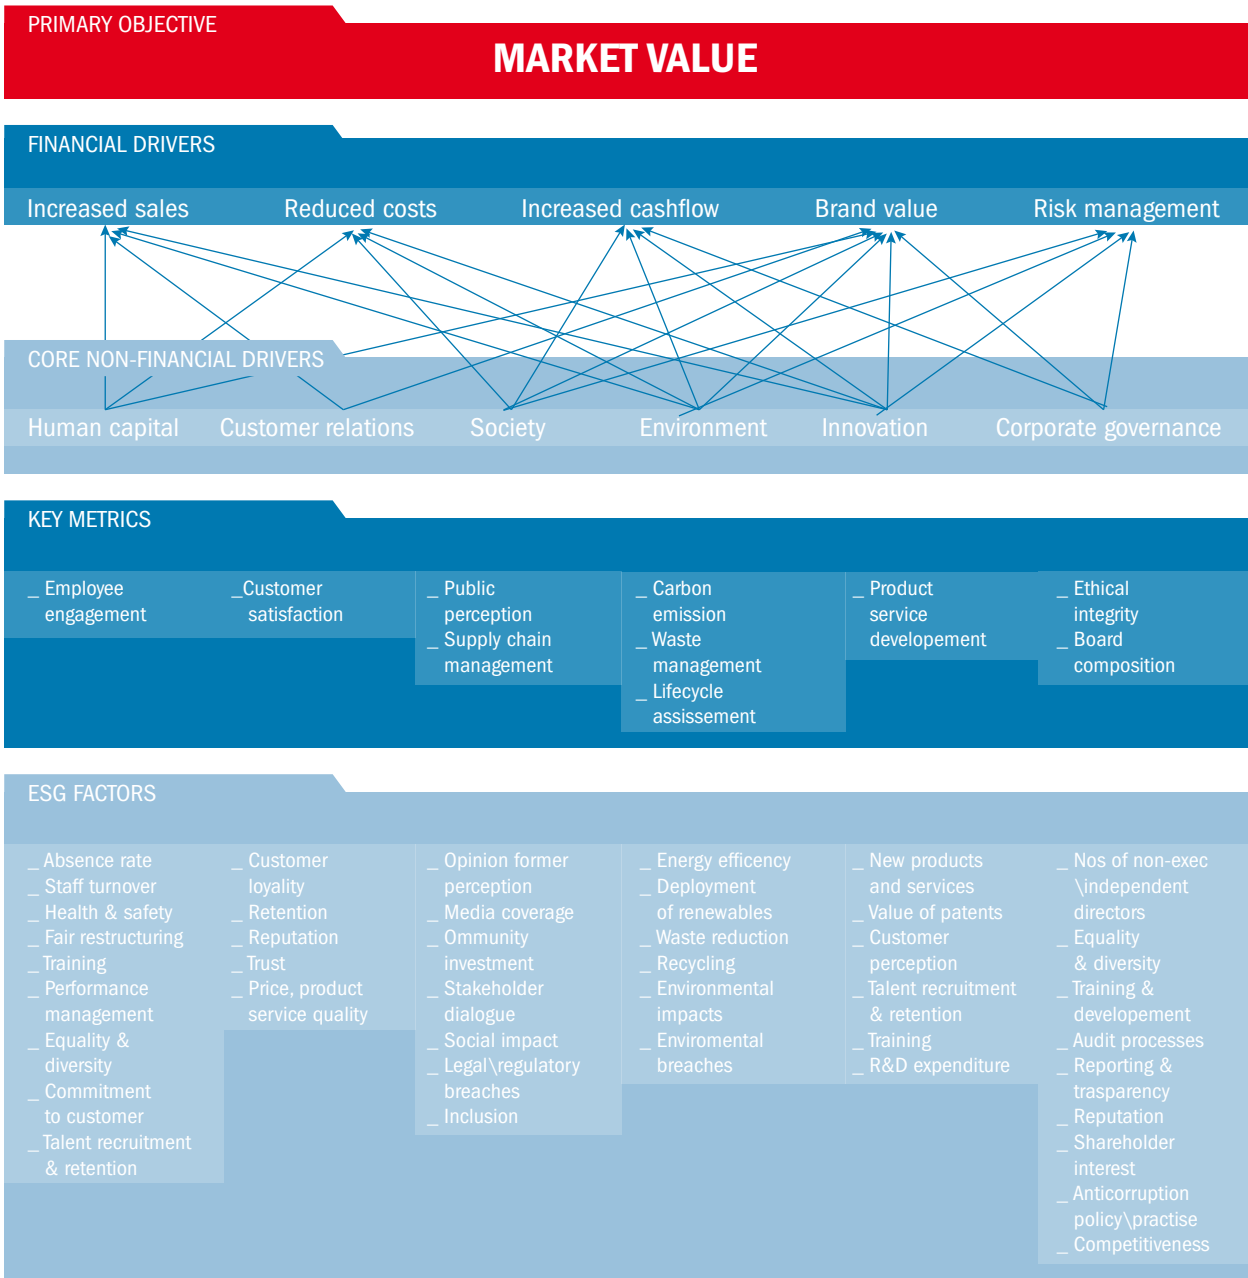 PRIMARY OBJECTIVE
MARKET VALUE
FINANCIAL DRIVERS
Increased sales
Reduced costs
Increased cashflow
Brand value
Risk management
CORE NON-FINANCIAL DRIVERS
Human capital
Customer relations
Society
Environment
Innovation
Corporate governance
KEY METRICS
_ Employee
engagement
_Customer
satisfaction
_ Public
perception
_ Supply chain
management
_ Carbon
emission
_ Waste
management
_ Lifecycle
assissement
_ Product
service
developement
_ Ethical
integrity
_ Board
composition
ESG FACTORS
_ Absence rate
_ Staff turnover
_ Health & safety
_ Fair restructuring
_ Training
_ Performance
management
_ Equality &
diversity
_ Commitment
to customer
_ Talent recruitment
& retention
_ Customer
loyality
_ Retention
_ Reputation
_ Trust
_ Price, product
service quality
_ Opinion former
perception
_ Media coverage
_ Ommunity
investment
_ Stakeholder
dialogue
_ Social impact
_ Legal\regulatory
breaches
_ Inclusion
_ Energy efficency
_ Deployment
of renewables
_ Waste reduction
_ Recycling
_ Environmental
impacts
_ Enviromental
breaches
_ New products
and services
_ Value of patents
_ Customer
perception
_ Talent recruitment
& retention
_ Training
_ R&D expenditure
_ Nos of non-exec
\independent
directors
_ Equality
& diversity
_ Training &
developement
_ Audit processes
_ Reporting &
trasparency
_ Reputation
_ Shareholder
interest
_ Anticorruption
policy\practise
_ Competitiveness